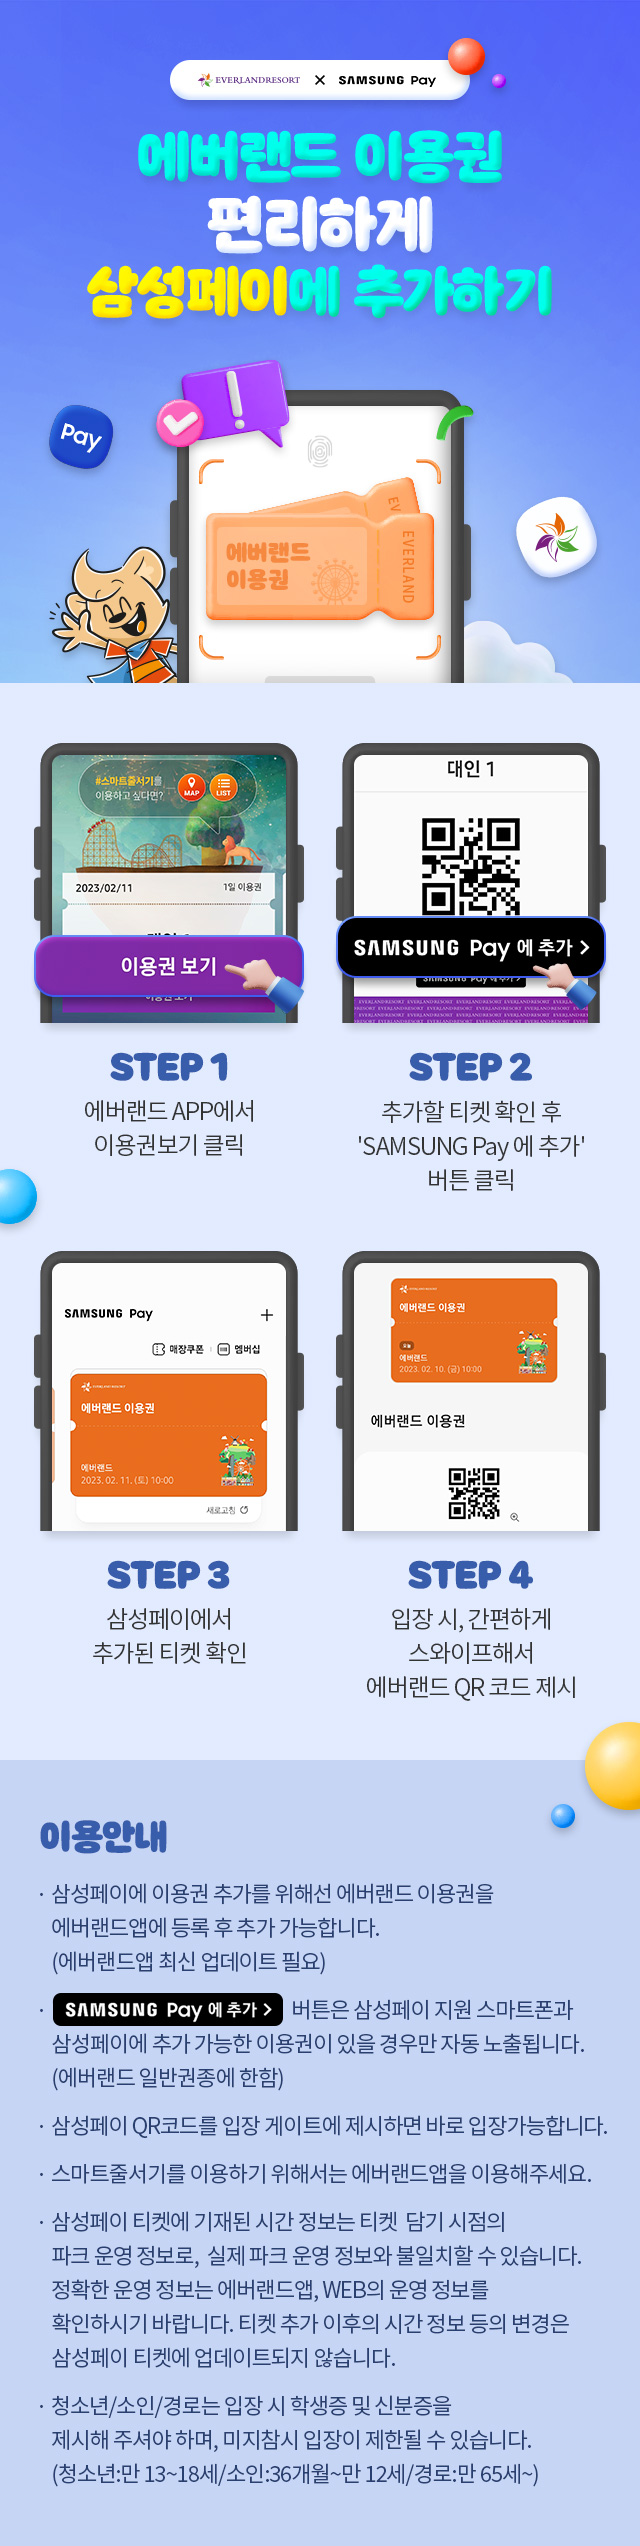 EVERLANDRESORT × SAMSUNG Pay
에버랜드 이용권
편리하게
삼성페이에 추가하기
Pay
EV
에버랜드
이용권
EVERLAND
#스마트줄서기를
이용하고 싶다면?
MAP
LIST
2023/02/11
1일 이용권
이용권 보기
대인 1
SAMSUNG Pay 에 추가 >
SAMSUNG Pay 에 추가 >
EVERLANDRESORT EVERLANDRESORT EVERLANDRESORT EVERLANDRESORT
STEP 1
에버랜드 APP에서
이용권보기 클릭
STEP 2
추가할 티켓 확인 후
'SAMSUNG Pay 에 추가'
버튼 클릭
SAMSUNG Pay +
매장쿠폰 멤버십
EVERLANDRESORT
에버랜드 이용권
에버랜드
2023. 02. 11. (토) 10:00
새로고침
EVERLANDRESORT
에버랜드 이용권
오늘
에버랜드
2023. 02. 10. (금) 10:00
에버랜드 이용권
STEP 3
삼성페이에서
추가된 티켓 확인
STEP 4
입장 시, 간편하게
스와이프해서
에버랜드 QR 코드 제시
이용안내
· 삼성페이에 이용권 추가를 위해선 에버랜드 이용권을
에버랜드앱에 등록 후 추가 가능합니다.
(에버랜드앱 최신 업데이트 필요)
· SAMSUNG Pay 에 추가 > 버튼은 삼성페이 지원 스마트폰과
삼성페이에 추가 가능한 이용권이 있을 경우만 자동 노출됩니다.
(에버랜드 일반권종에 한함)
· 삼성페이 QR코드를 입장 게이트에 제시하면 바로 입장가능합니다.
· 스마트줄서기를 이용하기 위해서는 에버랜드앱을 이용해주세요.
· 삼성페이 티켓에 기재된 시간 정보는 티켓 담기 시점의
파크 운영 정보로, 실제 파크 운영 정보와 불일치할 수 있습니다.
정확한 운영 정보는 에버랜드앱, WEB의 운영 정보를
확인하시기 바랍니다. 티켓 추가 이후의 시간 정보 등의 변경은
삼성페이 티켓에 업데이트되지 않습니다.
· 청소년/소인/경로는 입장 시 학생증 및 신분증을
제시해 주셔야 하며, 미지참시 입장이 제한될 수 있습니다.
(청소년:만 13~18세/소인:36개월~만 12세/경로:만 65세~)